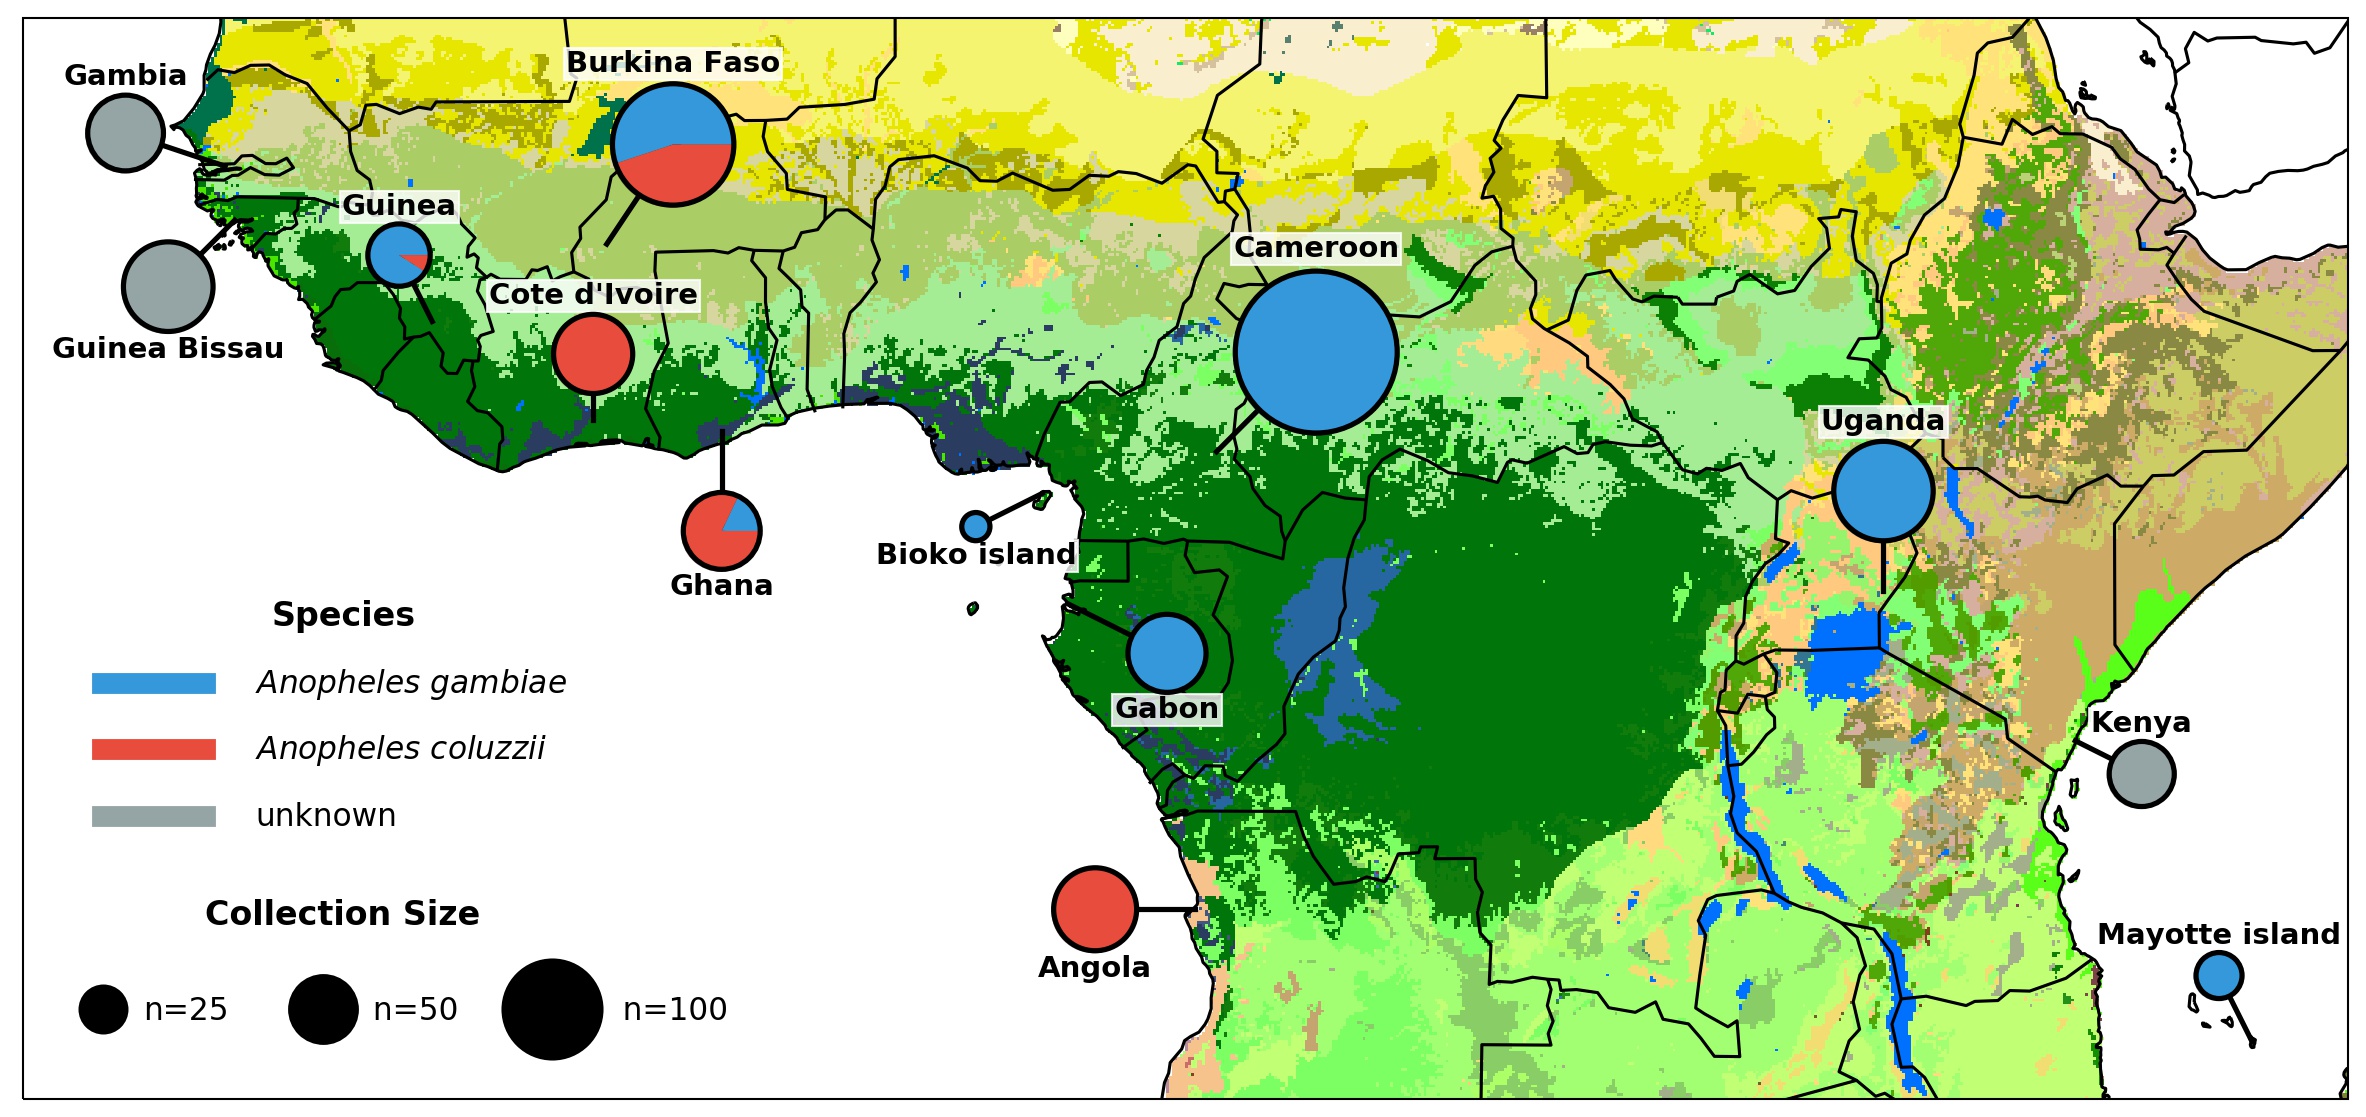 Burkina Faso
Gambia
Guinea
Cameroon
Cote d'Ivoire
Guinea Bissau
Uganda
Bioko island
Ghana
Gabon
Kenya
Mayotte island
Angola
Species
Anopheles gambiae
Anopheles coluzzii
unknown
Collection Size
n=25 n=50 n=100